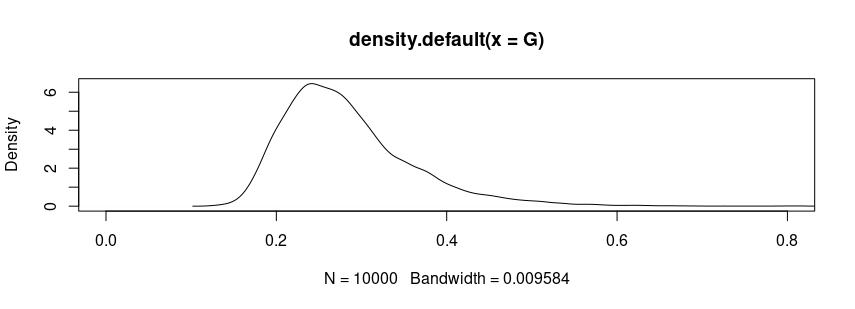 density.default(x = G)
Density
6
4
2
0
0.0 0.2 0.4 0.6 0.8
N = 10000 Bandwidth = 0.009584